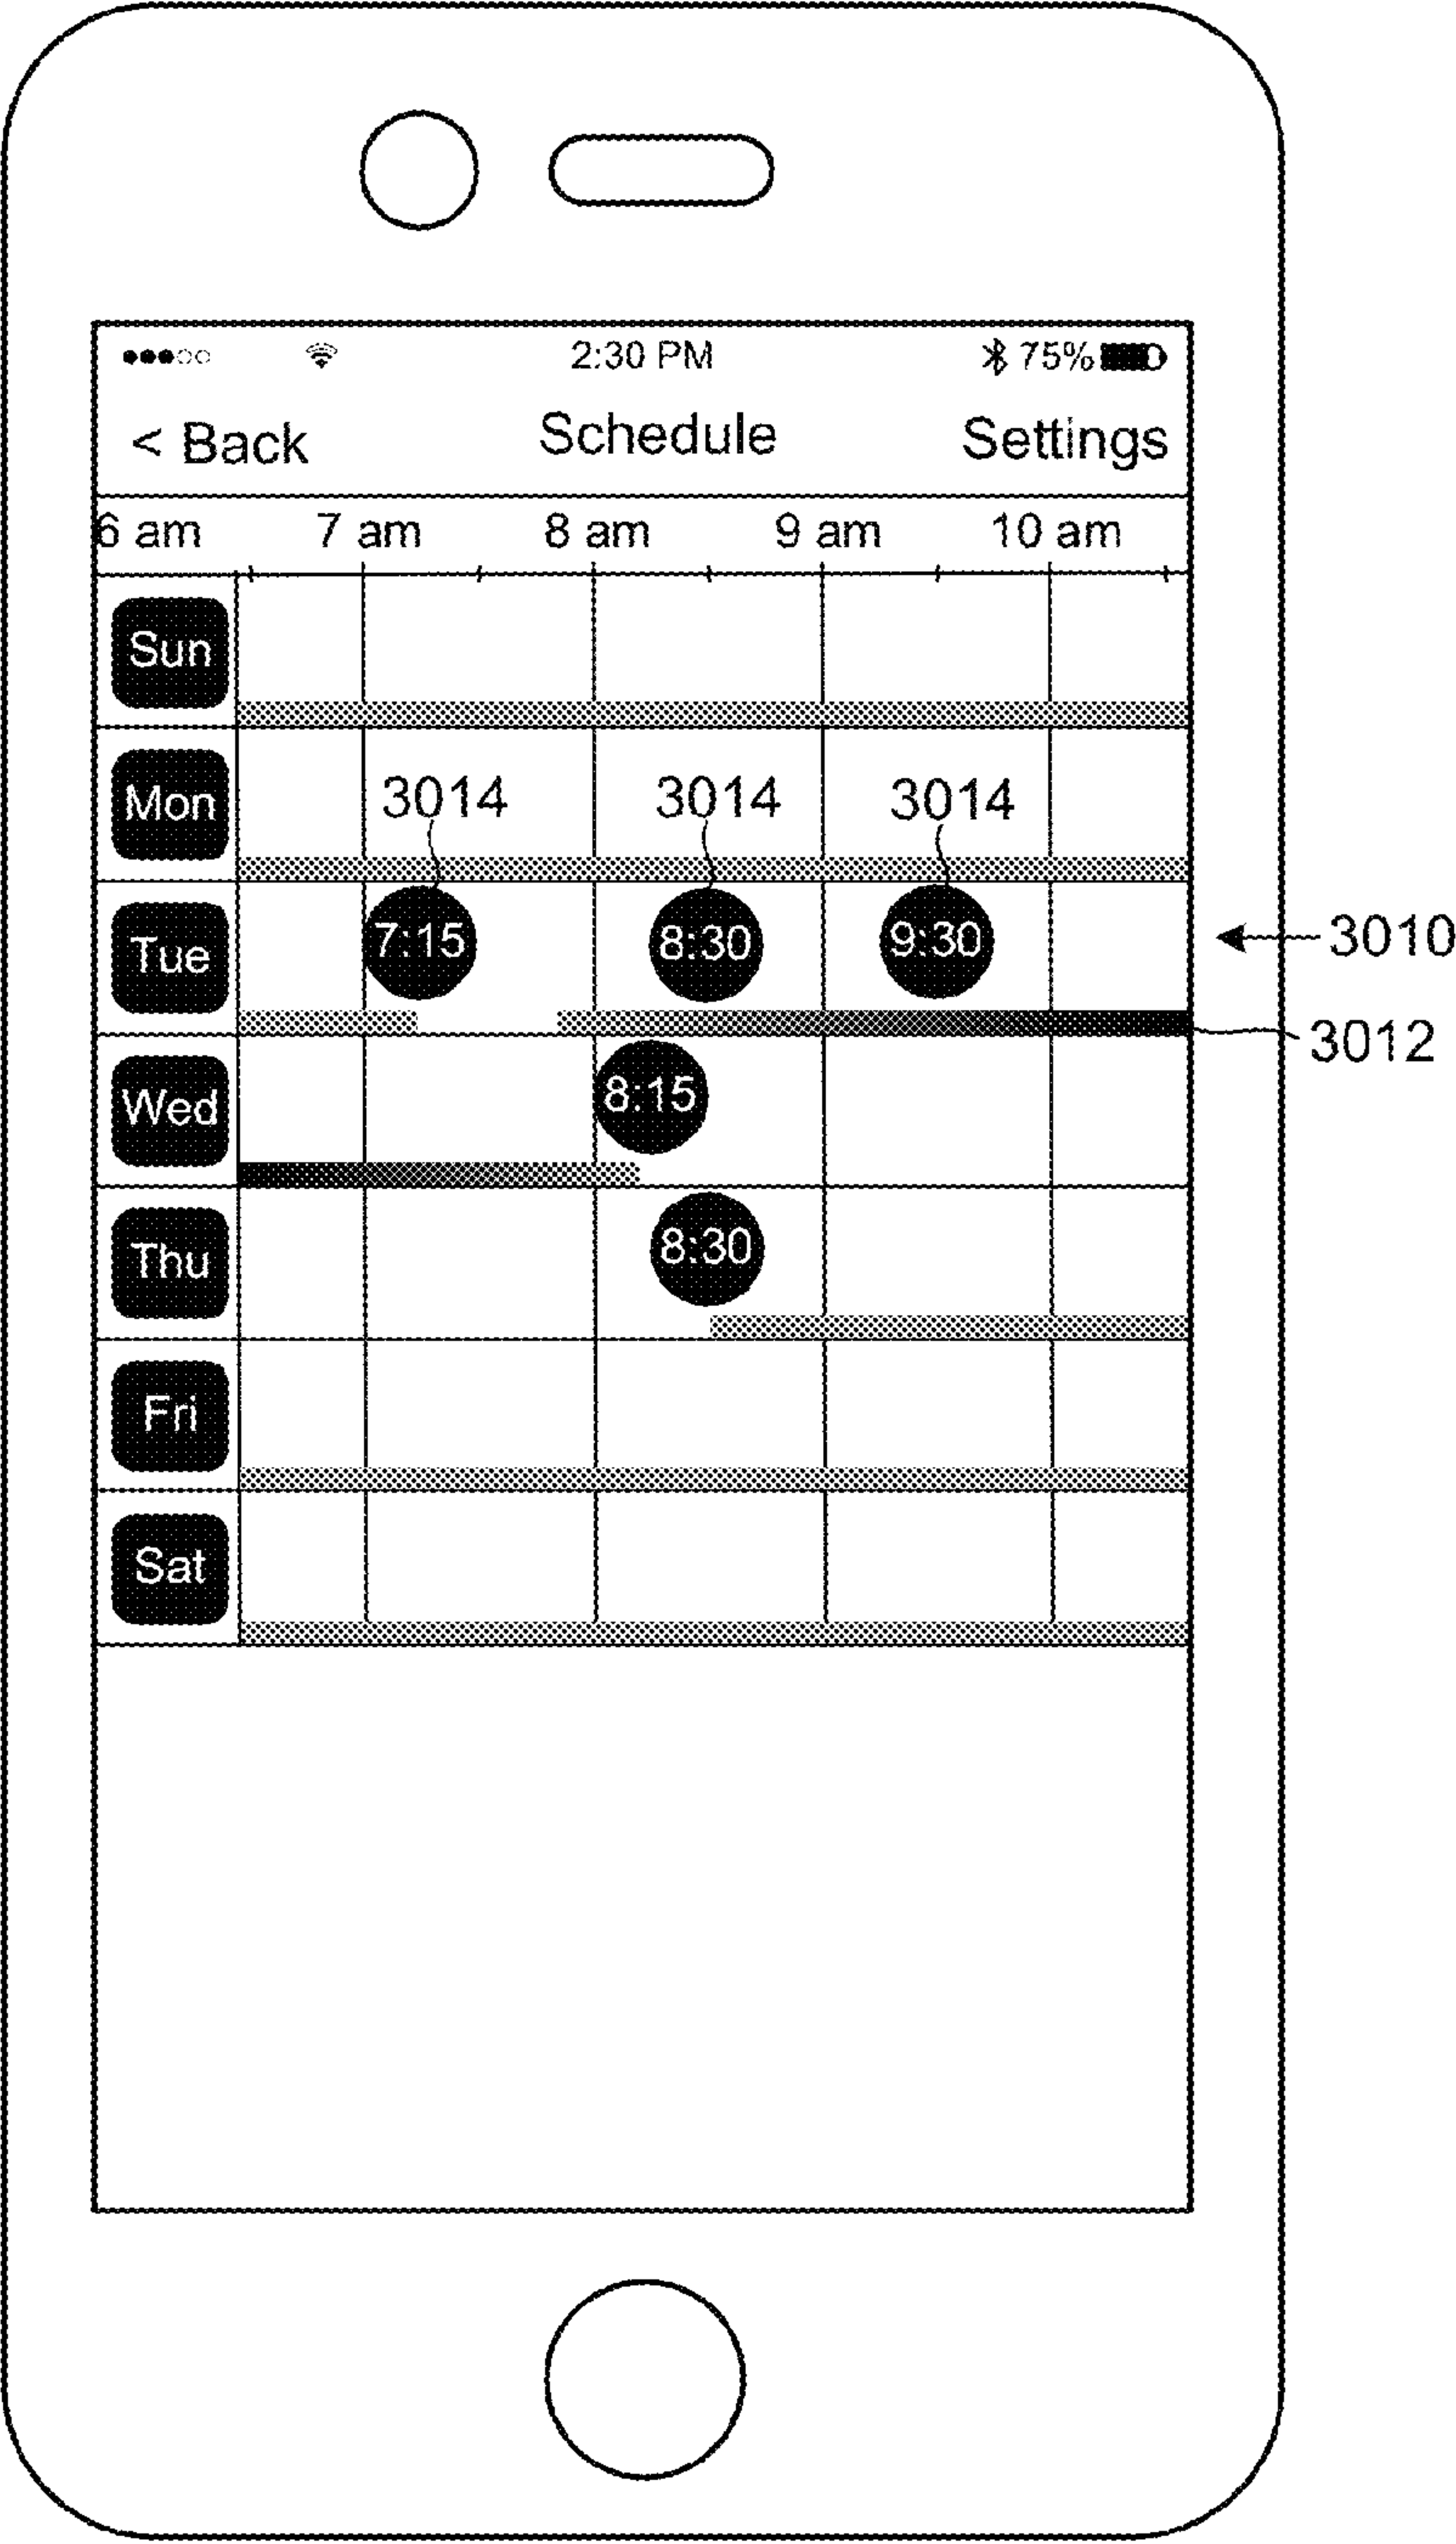 2:30 PM 75%
< Back Schedule Settings
6 am 7 am 8 am 9 am 10 am
Sun
Mon 3014 3014 3014
Tue 7:15 8:30 9:30 3010
3012
Wed 8:15
Thu 8:30
Fri
Sat